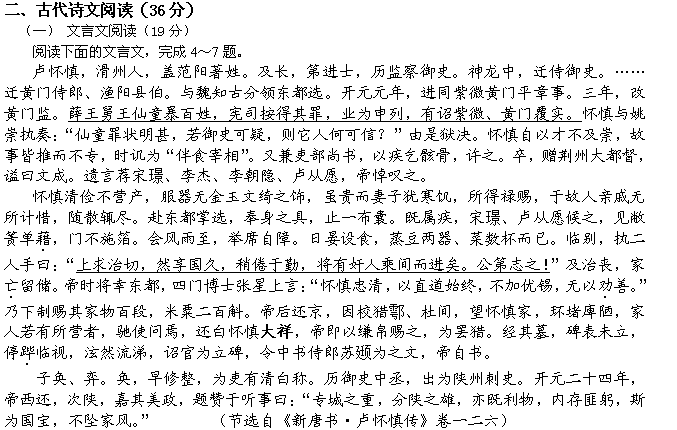 二、古代诗文阅读（36分）
（一） 文言文阅读（19分）
阅读下面的文言文，完成4～7题。
卢怀慎，滑州人，盖范阳著姓。及长，第进士，历监察御史。神龙中，迁侍御史。……
迁黄门侍郎、渔阳县伯。与魏知古分领东都选。开元元年，进同紫微黄门平章事。三年，改
黄门监。薛王舅王仙童暴百姓，宪司按得其罪，业为申列，有诏紫微、黄门覆实。怀慎与姚
崇执奏：“仙童罪状明甚，若御史可疑，则它人何可信？”由是狱决。怀慎自以才不及崇，故
事皆推而不专，时讥为“伴食宰相”。又兼吏部尚书，以疾乞骸骨，许之。卒，赠荆州大都督，
谥曰文成。遗言荐宋璟、李杰、李朝隐、卢从愿，帝悼叹之。
怀慎清俭不营产，服器无金玉文绮之饰，虽贵而妻子犹寒饥，所得禄赐，于故人亲戚无
所计惜，随散辄尽。赴东都掌选，奉身之具，止一布囊。既属疾，宋璟、卢从愿候之，见敝
箦单藉，门不施箔。会风雨至，举席自障。日晏设食，蒸豆两器、菜数杯而已。临别，执二
人手曰：“上求治切，然享国久，稍倦于勤，将有奸人乘间而进矣。公第志之！”及治丧，家
亡留储。帝时将幸东都，四门博士张星上言：“怀慎忠清，以直道始终，不加优锡，无以劝善。”
乃下制赐其家物百段，米粟二百斛。帝后还京，因校猎鄠、杜间，望怀慎家，环堵庳陋，家
人若有所营者，驰使问焉，还白怀慎大祥，帝即以缣帛赐之，为罢猎。经其墓，碑表未立，
停跸临视，泫然流涕，诏官为立碑，令中书侍郎苏颋为之文，帝自书。
子奂、弈。奂，早修整，为吏有清白称。历御史中丞，出为陕州刺史。开元二十四年，
帝西还，次陕，嘉其美政，题赞于听事曰：“专城之重，分陕之雄，亦既利物，内存匪躬，斯
为国宝，不坠家风。” （节选自《新唐书·卢怀慎传》卷一二六）